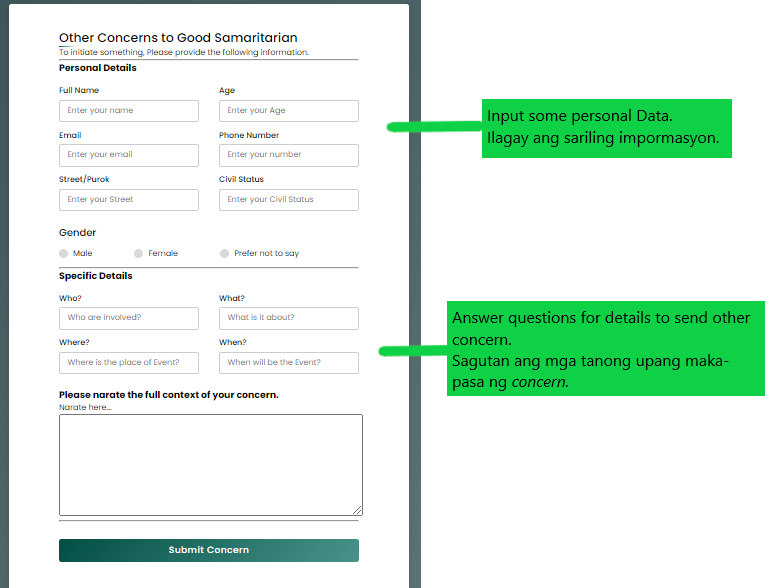 Other Concerns to Good Samaritarian
To initiate something, Please provide the following information.
Personal Details
Full Name Age
Enter your name Enter your Age
Email Phone Number
Enter your email Enter your number
Street/Purok Civil Status
Enter your Street Enter your Civil Status
Gender
Male Female Prefer not to say
Specific Details
Who? What?
Who are involved? What is it about?
Where? When?
Where is the place of Event? When will be the Event?
Please narate the full context of your concern.
Narate here...
Submit Concern
Input some personal Data.
Ilagay ang sariling impormasyon.
Answer questions for details to send other
concern.
Sagutan ang mga tanong upang maka-
pasa ng concern.